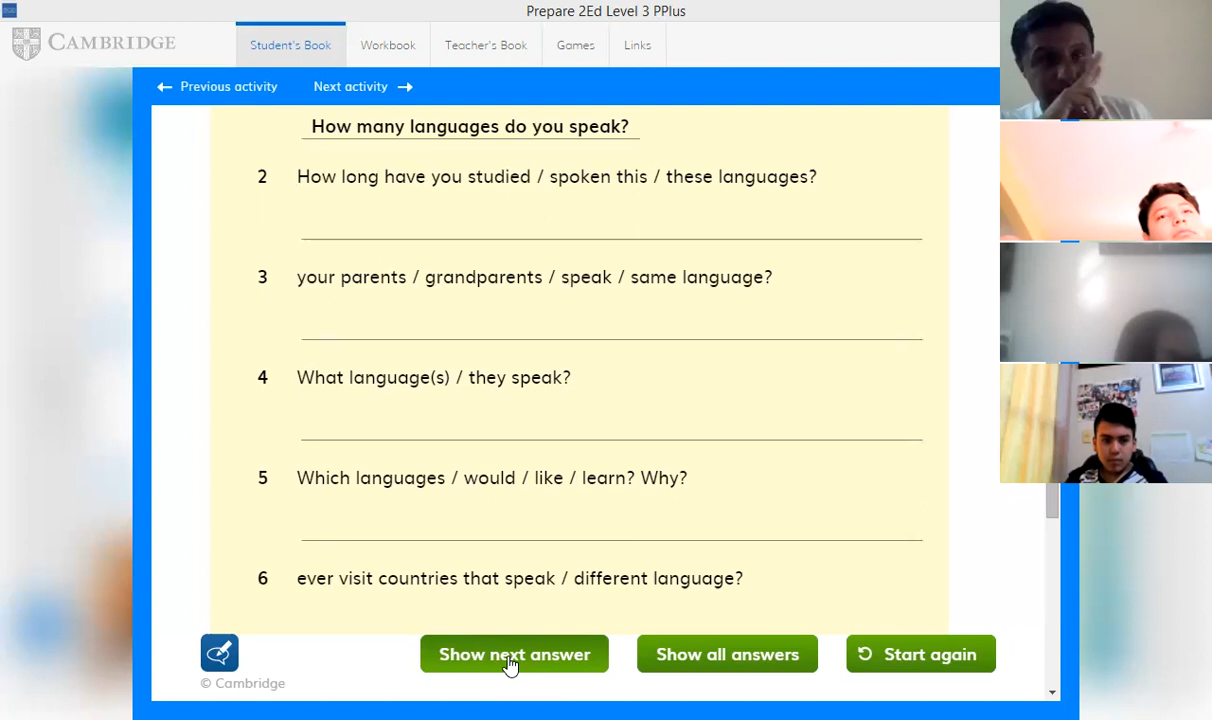 Prepare 2Ed Level 3 PPlus
CAMBRIDGE
Student's Book Workbook Teacher's Book Games Links
← Previous activity Next activity →
How many languages do you speak?
2 How long have you studied / spoken this / these languages?
3 your parents / grandparents / speak / same language?
4 What language(s) / they speak?
5 Which languages / would / like / learn? Why?
6 ever visit countries that speak / different language?
Show next answer Show all answers Start again
© Cambridge